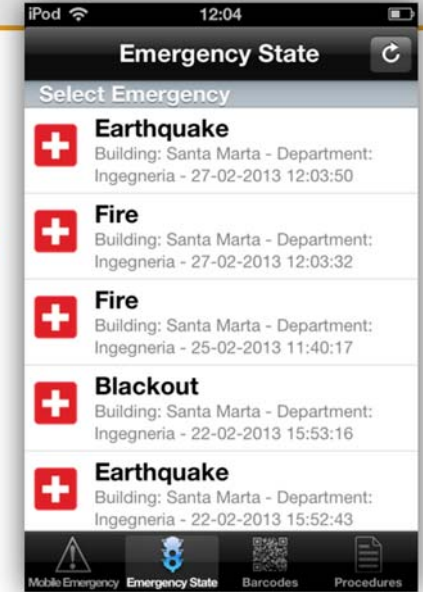 iPod 12:04
Emergency State
Select Emergency
Earthquake
Building: Santa Marta - Department:
Ingegneria - 27-02-2013 12:03:50
Fire
Building: Santa Marta - Department:
Ingegneria - 27-02-2013 12:03:32
Fire
Building: Santa Marta - Department:
Ingegneria - 25-02-2013 11:40:17
Blackout
Building: Santa Marta - Department:
Ingegneria - 22-02-2013 15:53:16
Earthquake
Building: Santa Marta - Department:
Ingegneria - 22-02-2013 15:52:43
Mobile Emergency Emergency State Barcodes Procedures